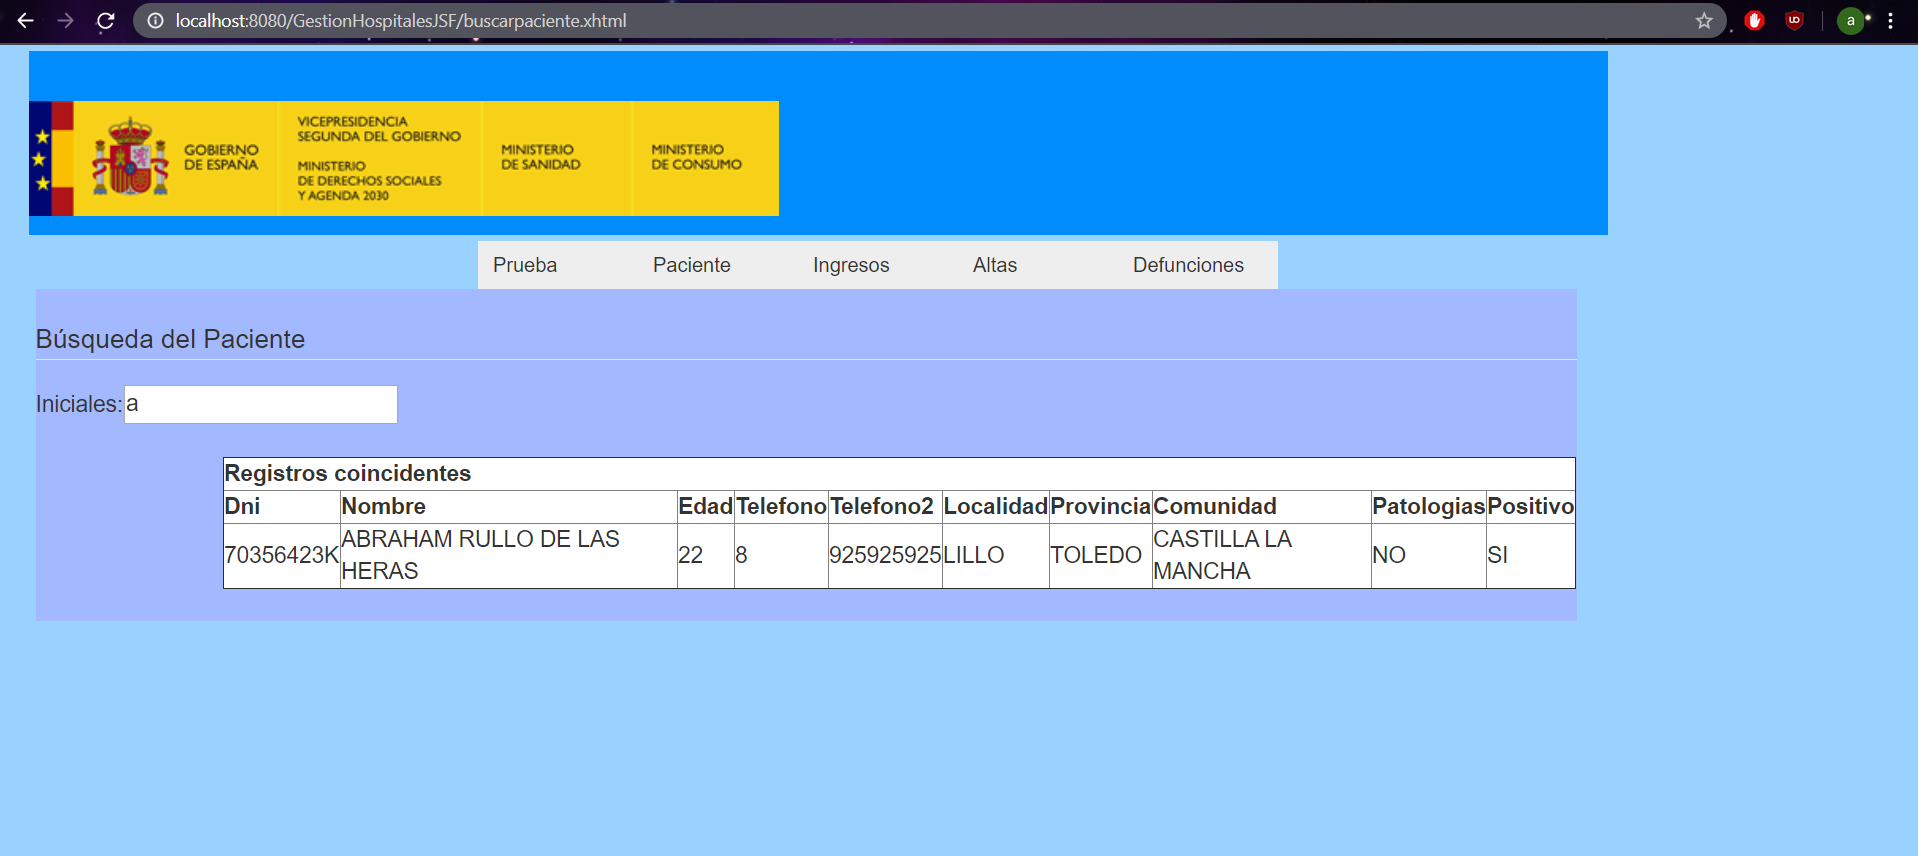 localhost:8080/GestionHospitalesJSF/buscarpaciente.xhtml
a
GOBIERNO
DE ESPAÑA
VICEPRESIDENCIA
SEGUNDA DEL GOBIERNO
MINISTERIO
DE DERECHOS SOCIALES
Y AGENDA 2030
MINISTERIO
DE SANIDAD
MINISTERIO
DE CONSUMO
Prueba Paciente Ingresos Altas Defunciones
Búsqueda del Paciente
Iniciales: a
Registros coincidentes
Dni Nombre Edad Telefono Telefono2 Localidad Provincia Comunidad Patologias Positivo
70356423K ABRAHAM RULLO DE LAS HERAS 22 8 925925925 LILLO TOLEDO CASTILLA LA MANCHA NO SI